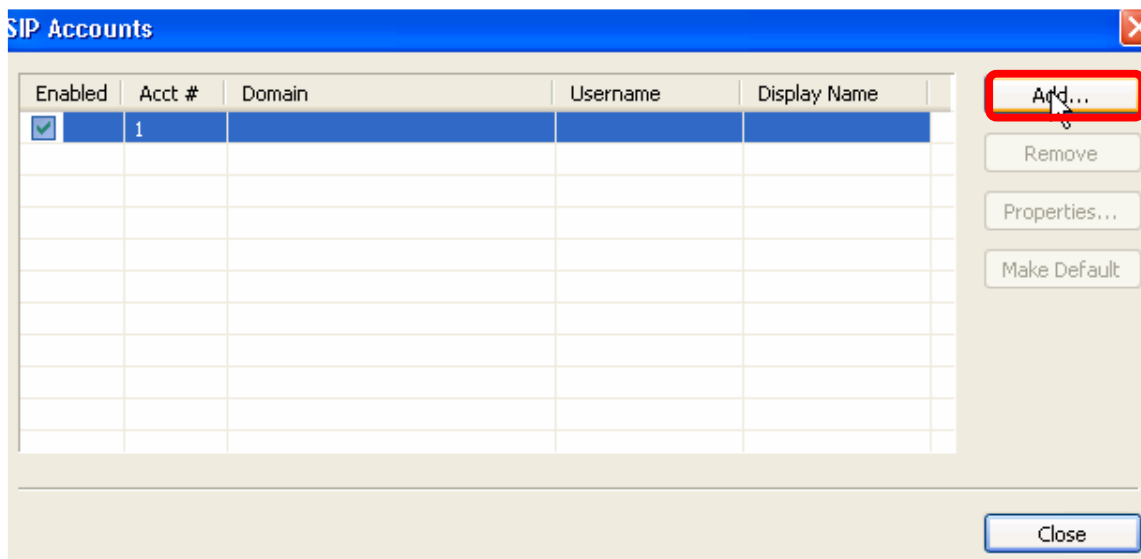 SIP Accounts
Enabled Acct # Domain Username Display Name
1
Add...
Remove
Properties...
Make Default
Close